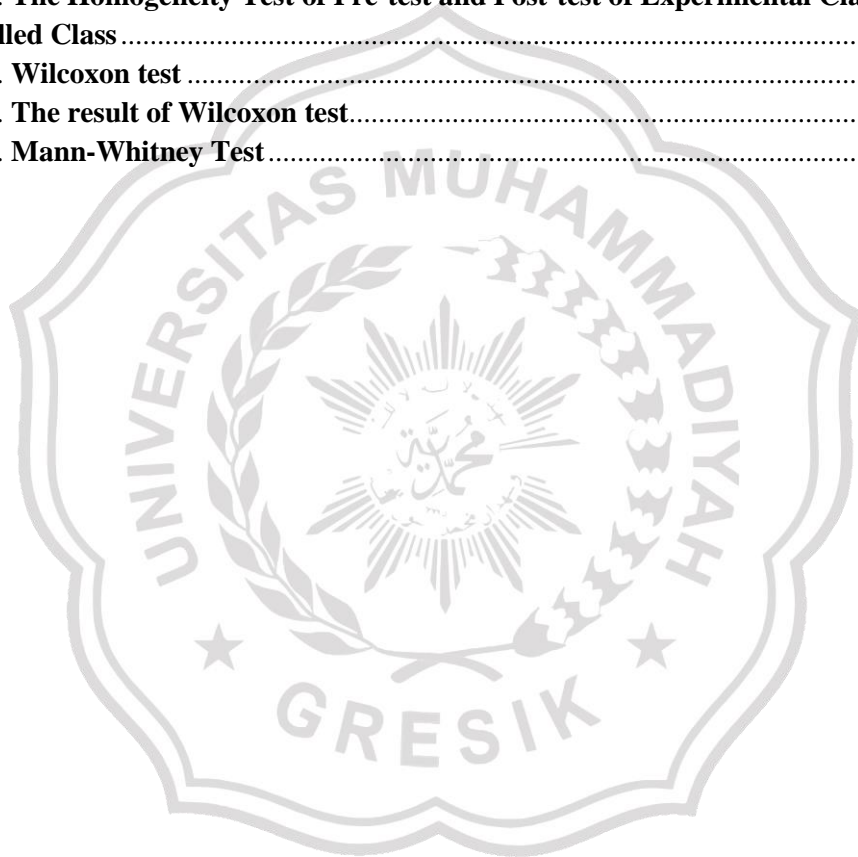 . The Homogeneity Test of Pre-test and Post-test of Experimental Cla
lled Class ........................................................................
. Wilcoxon test ........................................................................
. The result of Wilcoxon test........................................................................
. Mann-Whitney Test ........................................................................
UNIVERSITAS MUHAMMADIYAH
GRESIK